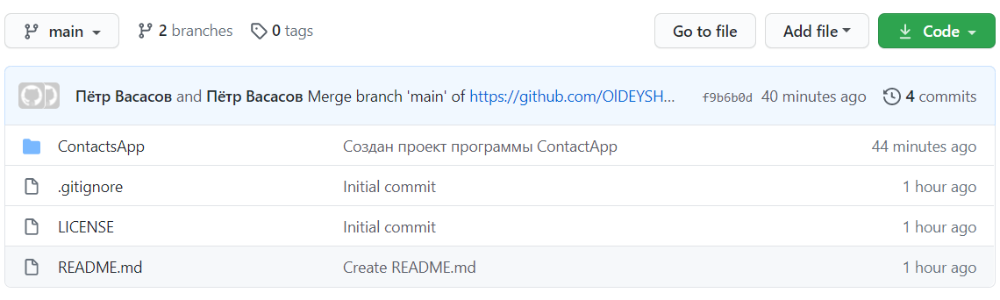 main 2 branches 0 tags Go to file Add file Code
Пётр Васасов and Пётр Васасов Merge branch 'main' of https://github.com/OlDEYSH... f9b6b0d 40 minutes ago 4 commits
ContactsApp Создан проект программы ContactApp 44 minutes ago
.gitignore Initial commit 1 hour ago
LICENSE Initial commit 1 hour ago
README.md Create README.md 1 hour ago